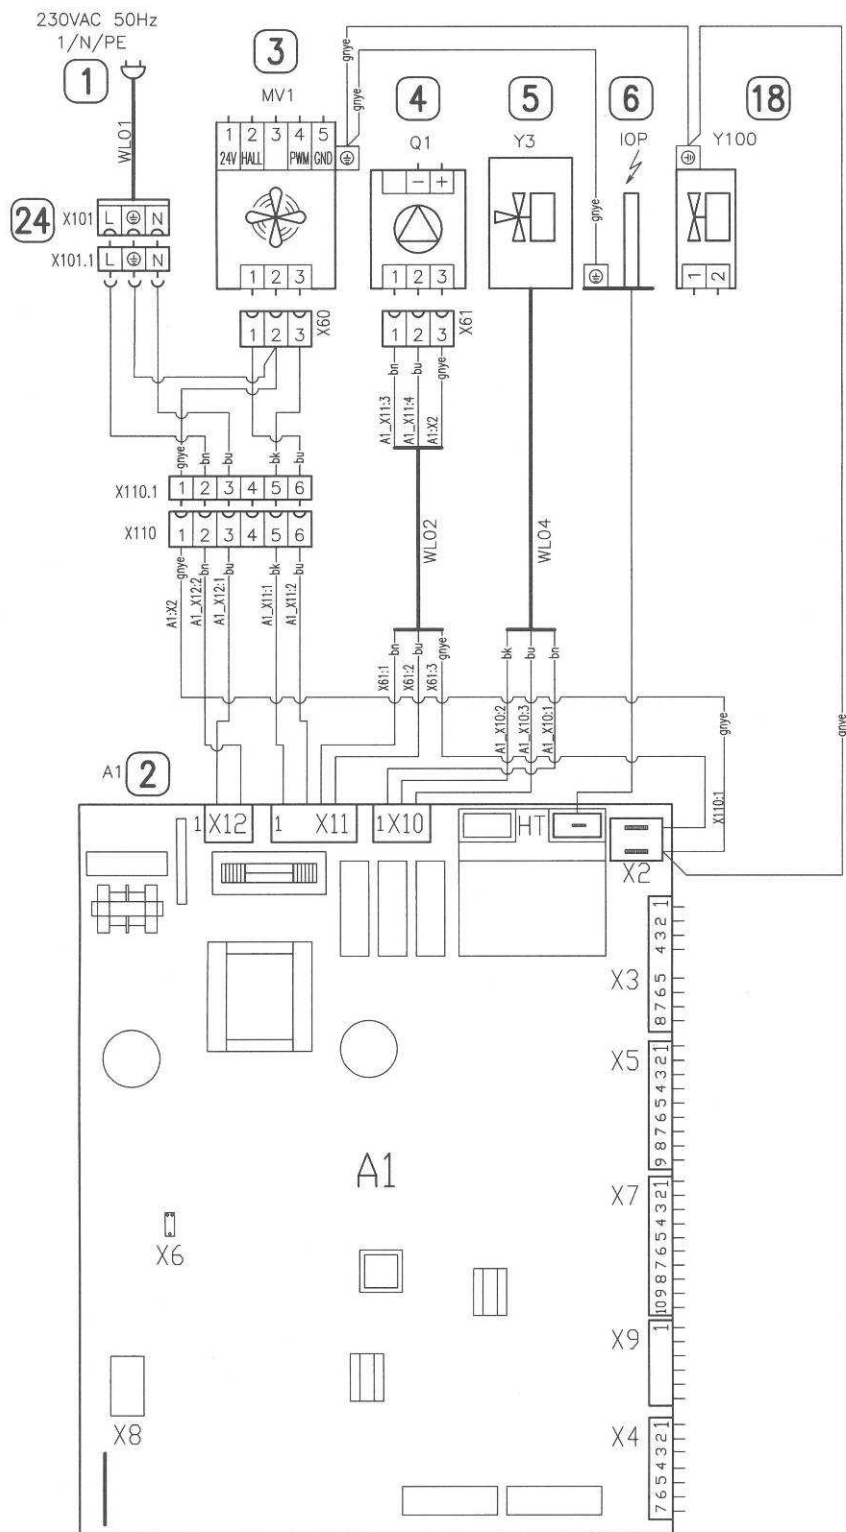 230VAC 50Hz
1/N/PE
1
3
4
5
6
18
MV1
Q1
Y3
IOP
Y100
gnye
gnye
gnye
WL01
1 2 3 4 5
24V HALL PWM GND
− +
24
X101 L N
X101.1 L N
1 2 3
1 2 3
1 2
1 2 3 X60
1 2 3 X61
bn bu gnye
A1_X11:3 A1_X11:4 A1:X2
gnye bn bu bk bu
X110.1 1 2 3 4 5 6
X110 1 2 3 4 5 6
gnye bn bu bk bu
A1:X2 A1_X12:2 A1_X12:1 A1_X11:1 A1_X11:2
WL02
WL04
bn bu gnye
X61:1 X61:2 X61:3
bk bu bn
A1_X10:2 A1_X10:3 A1_X10:1
gnye
gnye
X110:1
A1 2
1 X12
1 X11
1 X10
HT
X2
X3
1 2 3 4 5 6 7 8
X5
1 2 3 4 5 6 7 8 9
A1
X7
1 2 3 4 5 6 7 8 9 10
X6
X9
1
X8
X4
1 2 3 4 5 6 7